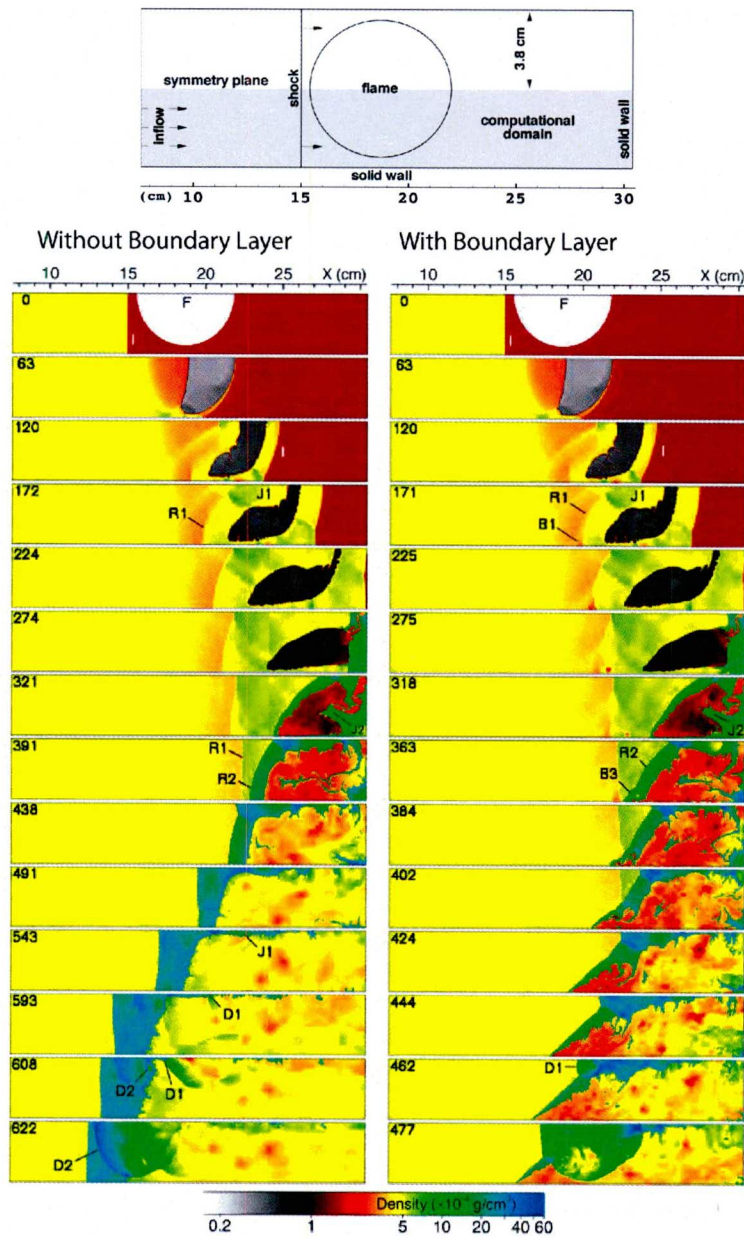 3.8 cm
symmetry plane
inflow
shock
flame
computational
domain
solid wall
solid wall
(cm) 10 15 20 25 30
Without Boundary Layer
With Boundary Layer
10 15 20 25 X (cm)
10 15 20 25 X (cm)
0 F
0 F
63
63
120
120
172 J1
R1
171 R1 J1
B1
224
225
274
275
321
318 J2
391 R1
R2
363 R2
B3
438
384
491
402
543 J1
424
593 D1
444
608 D2 D1
462 D1
622 D2
477
Density
g/cm
0.2 1 5 10 20 40 60